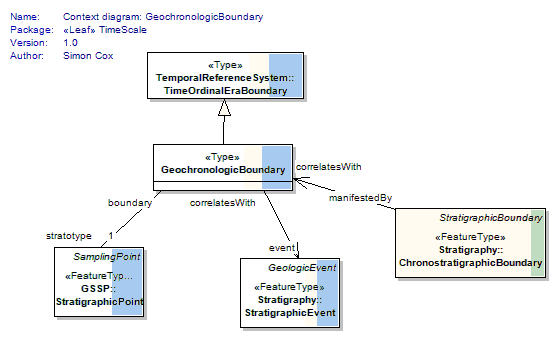 Name: Context diagram: GeochronologicBoundary
Package: «Leaf» TimeScale
Version: 1.0
Author: Simon Cox
«Type»
TemporalReferenceSystem::
TimeOrdinalEraBoundary
«Type»
GeochronologicBoundary
correlatesWith
boundary
correlatesWith
manifestedBy
stratotype
1
event
StratigraphicBoundary
«FeatureType»
Stratigraphy::
ChronostratigraphicBoundary
SamplingPoint
«FeatureTyp...
GSSP::
StratigraphicPoint
GeologicEvent
«FeatureType»
Stratigraphy::
StratigraphicEvent